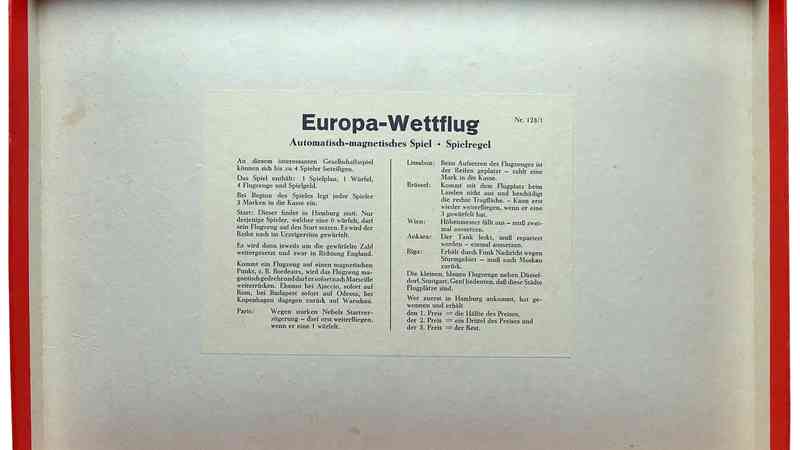 Europa-Wettflug
Nr. 128/1
Automatisch-magnetisches Spiel • Spielregel
An diesem interessanten Gesellschaftsspiel
können sich bis zu 4 Spieler beteiligen.
Das Spiel enthält: 1 Spielplan, 1 Würfel,
4 Flugzeuge und Spielgeld.
Bei Beginn des Spieles legt jeder Spieler
3 Marken in die Kasse ein.
Start: Dieser findet in Hamburg statt. Nur
derjenige Spieler, welcher eine 6 würfelt, darf
sein Flugzeug auf den Start setzen. Es wird der
Reihe nach im Uhrzeigersinn gewürfelt.
Es wird dann jeweils um die gewürfelte Zahl
weitergesetzt und zwar in Richtung England.
Kommt ein Flugzeug auf einen magnetischen
Punkt, z. B. Bordeaux, wird das Flugzeug ma-
gnetisch gedreht und darf er sofort nach Marseille
weiterrücken. Ebenso bei Ajaccio, sofort auf
Rom, bei Budapest sofort auf Odessa, bei
Kopenhagen dagegen zurück auf Warschau.
Paris: Wegen starken Nebels Startver-
zögerung – darf erst weiterfliegen,
wenn er eine 1 würfelt.
Lissabon: Beim Aufsetzen des Flugzeuges ist
der Reifen geplatzt – zahlt eine
Mark in die Kasse.
Brüssel: Kommt mit dem Flugplatz beim
Landen nicht aus und beschädigt
die rechte Tragfläche. – Kann erst
wieder weiterfliegen, wenn er eine
3 gewürfelt hat.
Wien: Höhenmesser fällt aus – muß zwei-
mal aussetzen.
Ankara: Der Tank leckt, muß repariert
werden – einmal aussetzen.
Riga: Erhält durch Funk Nachricht wegen
Sturmgebiet – muß nach Moskau
zurück.
Die kleinen, blauen Flugzeuge neben Düssel-
dorf, Stuttgart, Genf bedeuten, daß diese Städte
Flugplätze sind.
Wer zuerst in Hamburg ankommt, hat ge-
wonnen und erhält
den 1. Preis = die Hälfte des Preises,
der 2. Preis = ein Drittel des Preises und
der 3. Preis = der Rest.